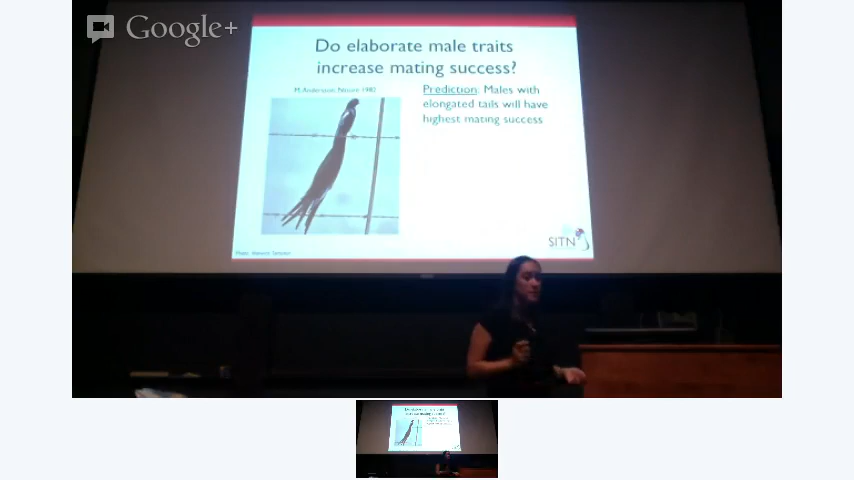 Google+
Do elaborate male traits
increase mating success?
M. Andersson, Nature 1982
Prediction: Males with
elongated tails will have
highest mating success
SITN